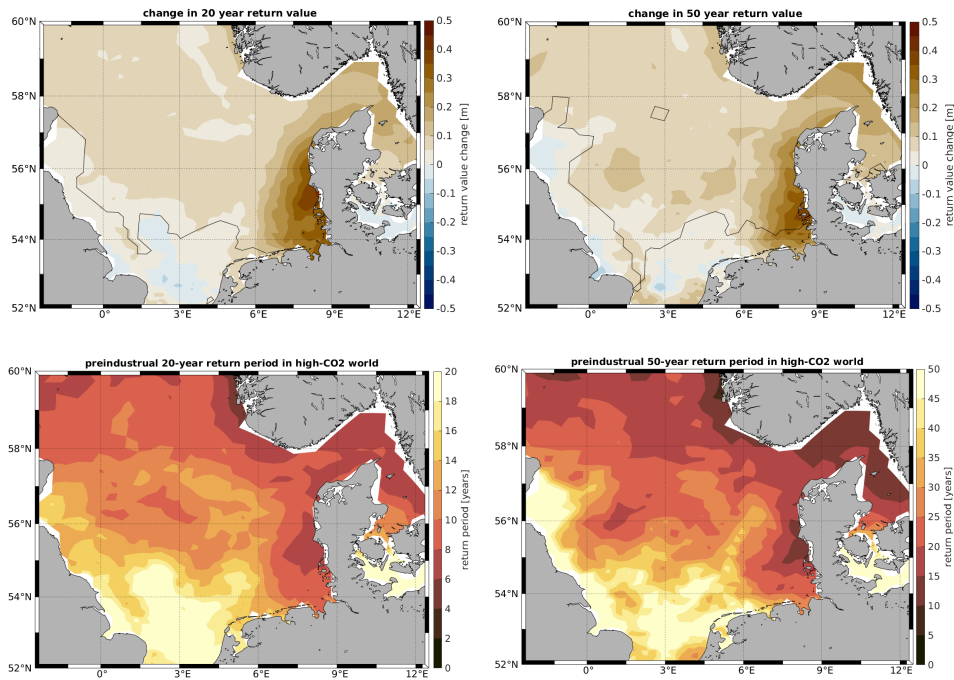 change in 20 year return value
60°N
58°N
56°N
54°N
52°N
0°
3°E
6°E
9°E
12°E
0.5
0.4
0.3
0.2
0.1
0
-0.1
-0.2
-0.3
-0.4
-0.5
return value change [m]
change in 50 year return value
60°N
58°N
56°N
54°N
52°N
0°
3°E
6°E
9°E
12°E
0.5
0.4
0.3
0.2
0.1
0
-0.1
-0.2
-0.3
-0.4
-0.5
return value change [m]
preindustrual 20-year return period in high-CO2 world
60°N
58°N
56°N
54°N
52°N
0°
3°E
6°E
9°E
12°E
20
18
16
14
12
10
8
6
4
2
0
return period [years]
preindustrual 50-year return period in high-CO2 world
60°N
58°N
56°N
54°N
52°N
0°
3°E
6°E
9°E
12°E
50
45
40
35
30
25
20
15
10
5
0
return period [years]